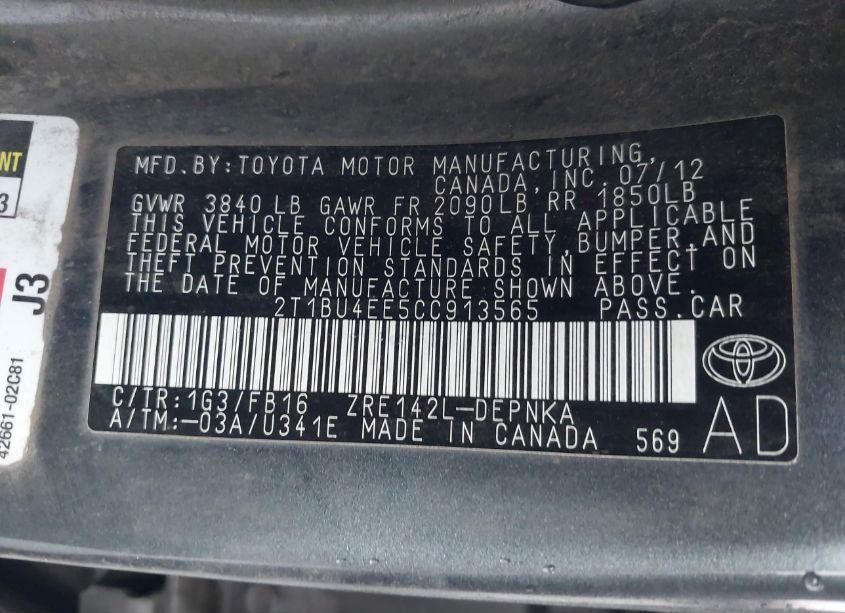 MFD.BY:TOYOTA MOTOR MANUFACTURING,
CANADA,INC. 07/12
GVWR 3840 LB GAWR FR 2090LB RR 1850LB
THIS VEHICLE CONFORMS TO ALL APPLICABLE
FEDERAL MOTOR VEHICLE SAFETY,BUMPER,AND
THEFT PREVENTION STANDARDS IN EFFECT ON
THE DATE OF MANUFACTURE SHOWN ABOVE.
2T1BU4EE5CC913565 PASS.CAR
C/TR:1G3/FB16 ZRE142L-DEPNKA
A/TM:-03A/U341E MADE IN CANADA 569
AD
J3
42661-02C81